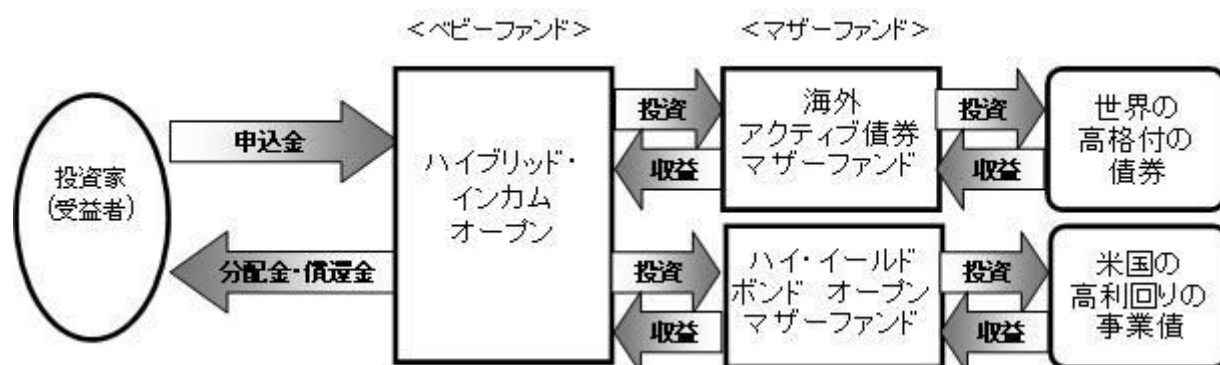 ＜ベビーファンド＞
＜マザーファンド＞
投資家
(受益者)
申込金
分配金・償還金
ハイブリッド・
インカム
オープン
投資
収益
海外
アクティブ債券
マザーファンド
投資
収益
世界の
高格付の
債券
投資
収益
ハイ・イールド
ボンド オープン
マザーファンド
投資
収益
米国の
高利回りの
事業債